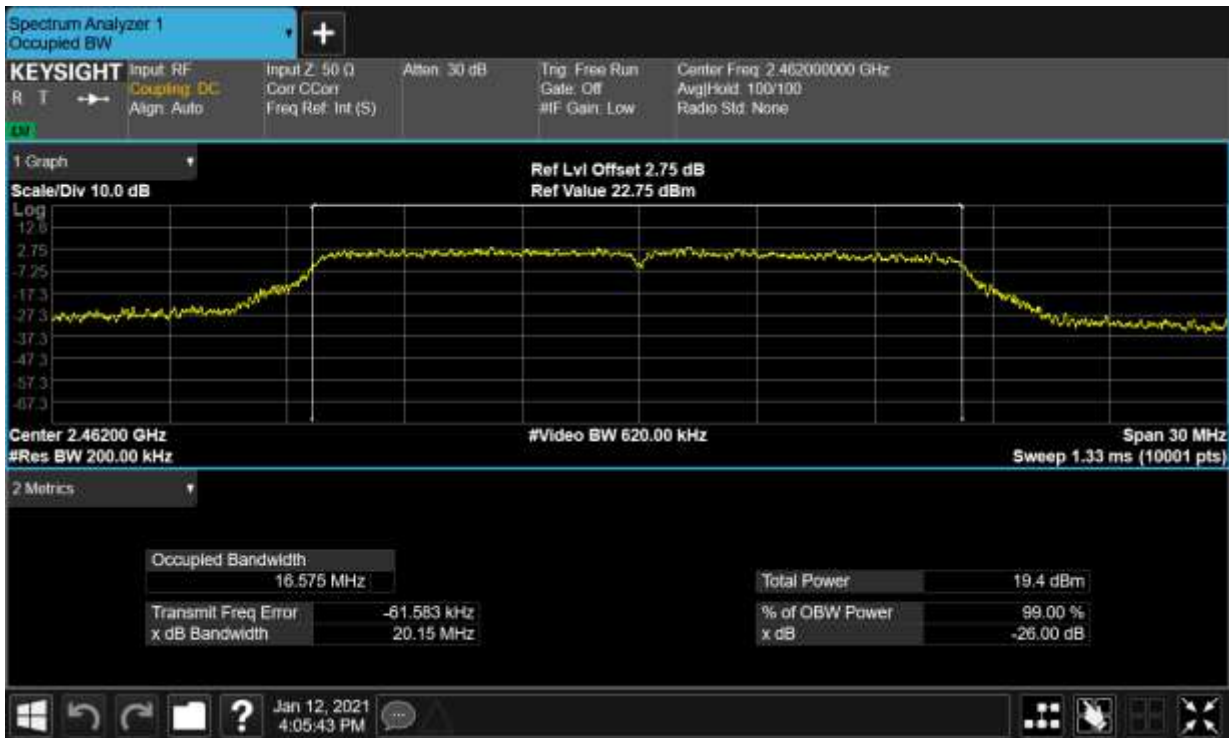 Spectrum Analyzer 1
Occupied BW
+
KEYSIGHT Input: RF Input Z: 50 Ω Atten: 30 dB Trig: Free Run Center Freq: 2.462000000 GHz
R T Coupling: DC Corr CCorr Gate: Off Avg|Hold: 100/100
Align: Auto Freq Ref: Int (S) #IF Gain: Low Radio Std: None
1 Graph
Ref Lvl Offset 2.75 dB
Scale/Div 10.0 dB Ref Value 22.75 dBm
Log
12.8
2.75
-7.25
-17.3
-27.3
-37.3
-47.3
-57.3
-67.3
Center 2.46200 GHz #Video BW 620.00 kHz Span 30 MHz
#Res BW 200.00 kHz Sweep 1.33 ms (10001 pts)
2 Metrics
Occupied Bandwidth
16.575 MHz Total Power 19.4 dBm
Transmit Freq Error -61.583 kHz % of OBW Power 99.00 %
x dB Bandwidth 20.15 MHz x dB -26.00 dB
? Jan 12, 2021
4:05:43 PM